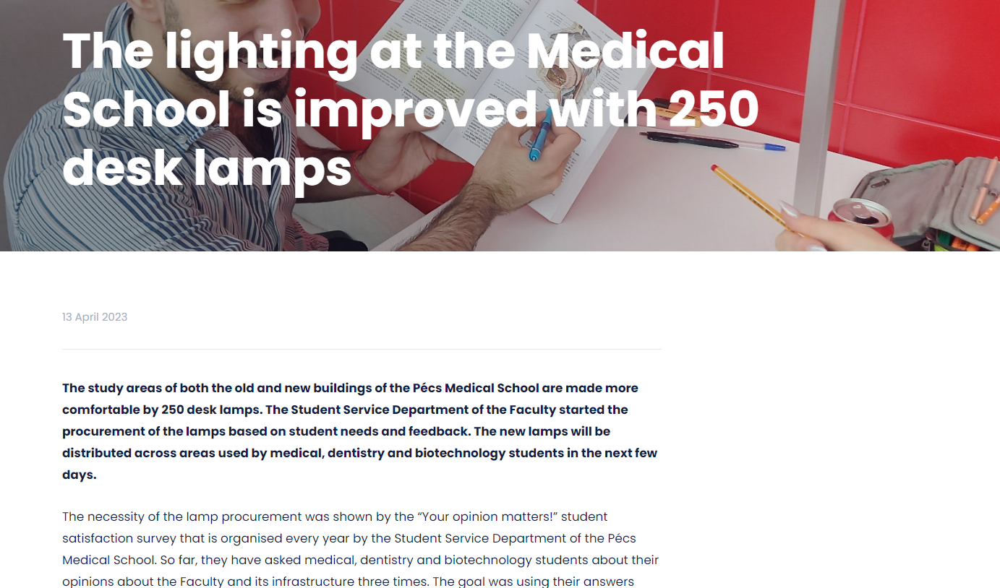 The lighting at the Medical
School is improved with 250
desk lamps
13 April 2023
The study areas of both the old and new buildings of the Pécs Medical School are made more
comfortable by 250 desk lamps. The Student Service Department of the Faculty started the
procurement of the lamps based on student needs and feedback. The new lamps will be
distributed across areas used by medical, dentistry and biotechnology students in the next few
days.
The necessity of the lamp procurement was shown by the “Your opinion matters!” student
satisfaction survey that is organised every year by the Student Service Department of the Pécs
Medical School. So far, they have asked medical, dentistry and biotechnology students about their
opinions about the Faculty and its infrastructure three times. The goal was using their answers